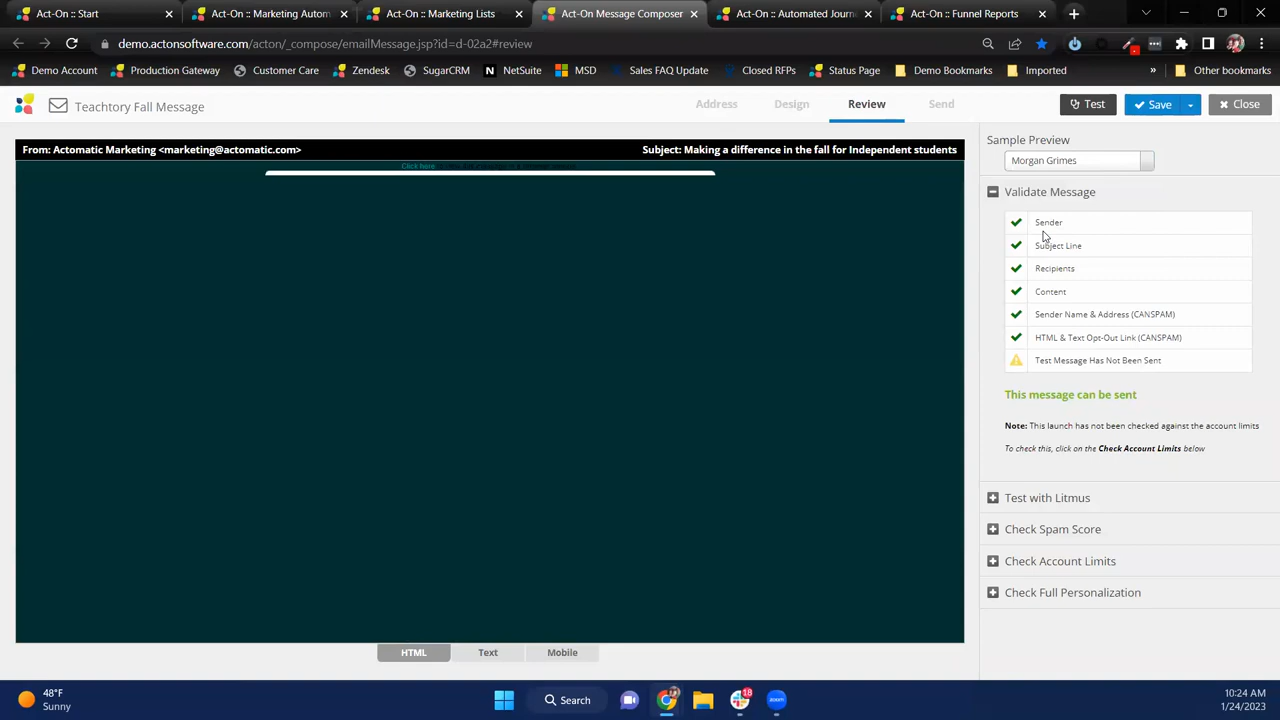 Act-On :: Start
Act-On :: Marketing Autom
Act-On :: Marketing Lists
Act-On Message Composer
Act-On :: Automated Journ
Act-On :: Funnel Reports
demo.actonsoftware.com/acton/_compose/emailMessage.jsp?id=d-02a2#review
Demo Account
Production Gateway
Customer Care
Zendesk
SugarCRM
NetSuite
MSD
Sales FAQ Update
Closed RFPs
Status Page
Demo Bookmarks
Imported
»
Other bookmarks
Teachtory Fall Message
Address
Design
Review
Send
Test
Save
Close
From: Actomatic Marketing <marketing@actomatic.com>
Subject: Making a difference in the fall for Independent students
Click here
Sample Preview
Morgan Grimes
Validate Message
Sender
Subject Line
Recipients
Content
Sender Name & Address (CANSPAM)
HTML & Text Opt-Out Link (CANSPAM)
Test Message Has Not Been Sent
This message can be sent
Note: This launch has not been checked against the account limits
To check this, click on the Check Account Limits below
Test with Litmus
Check Spam Score
Check Account Limits
Check Full Personalization
HTML
Text
Mobile
48°F
Sunny
Search
18
10:24 AM
1/24/2023